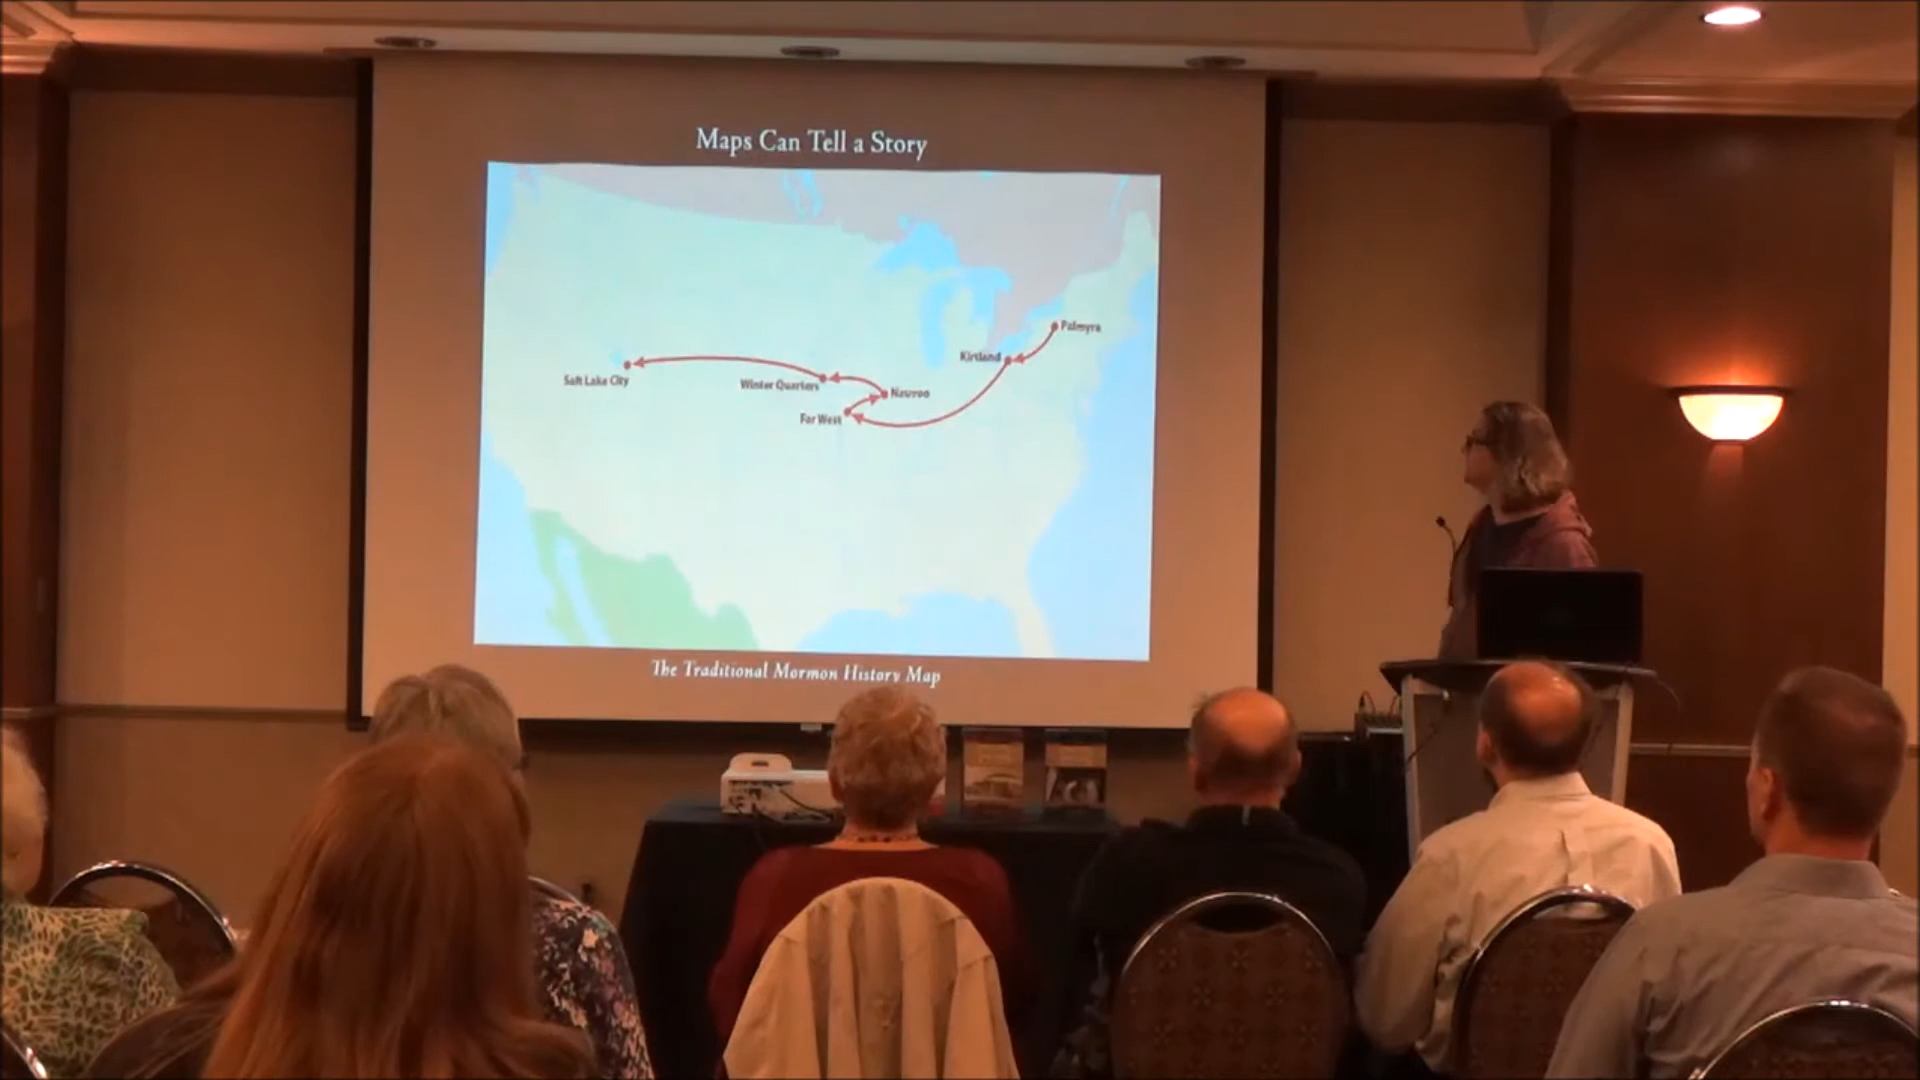 Maps Can Tell a Story
Palmyra
Kirtland
Salt Lake City
Winter Quarters
Nauvoo
Far West
The Traditional Mormon History Map